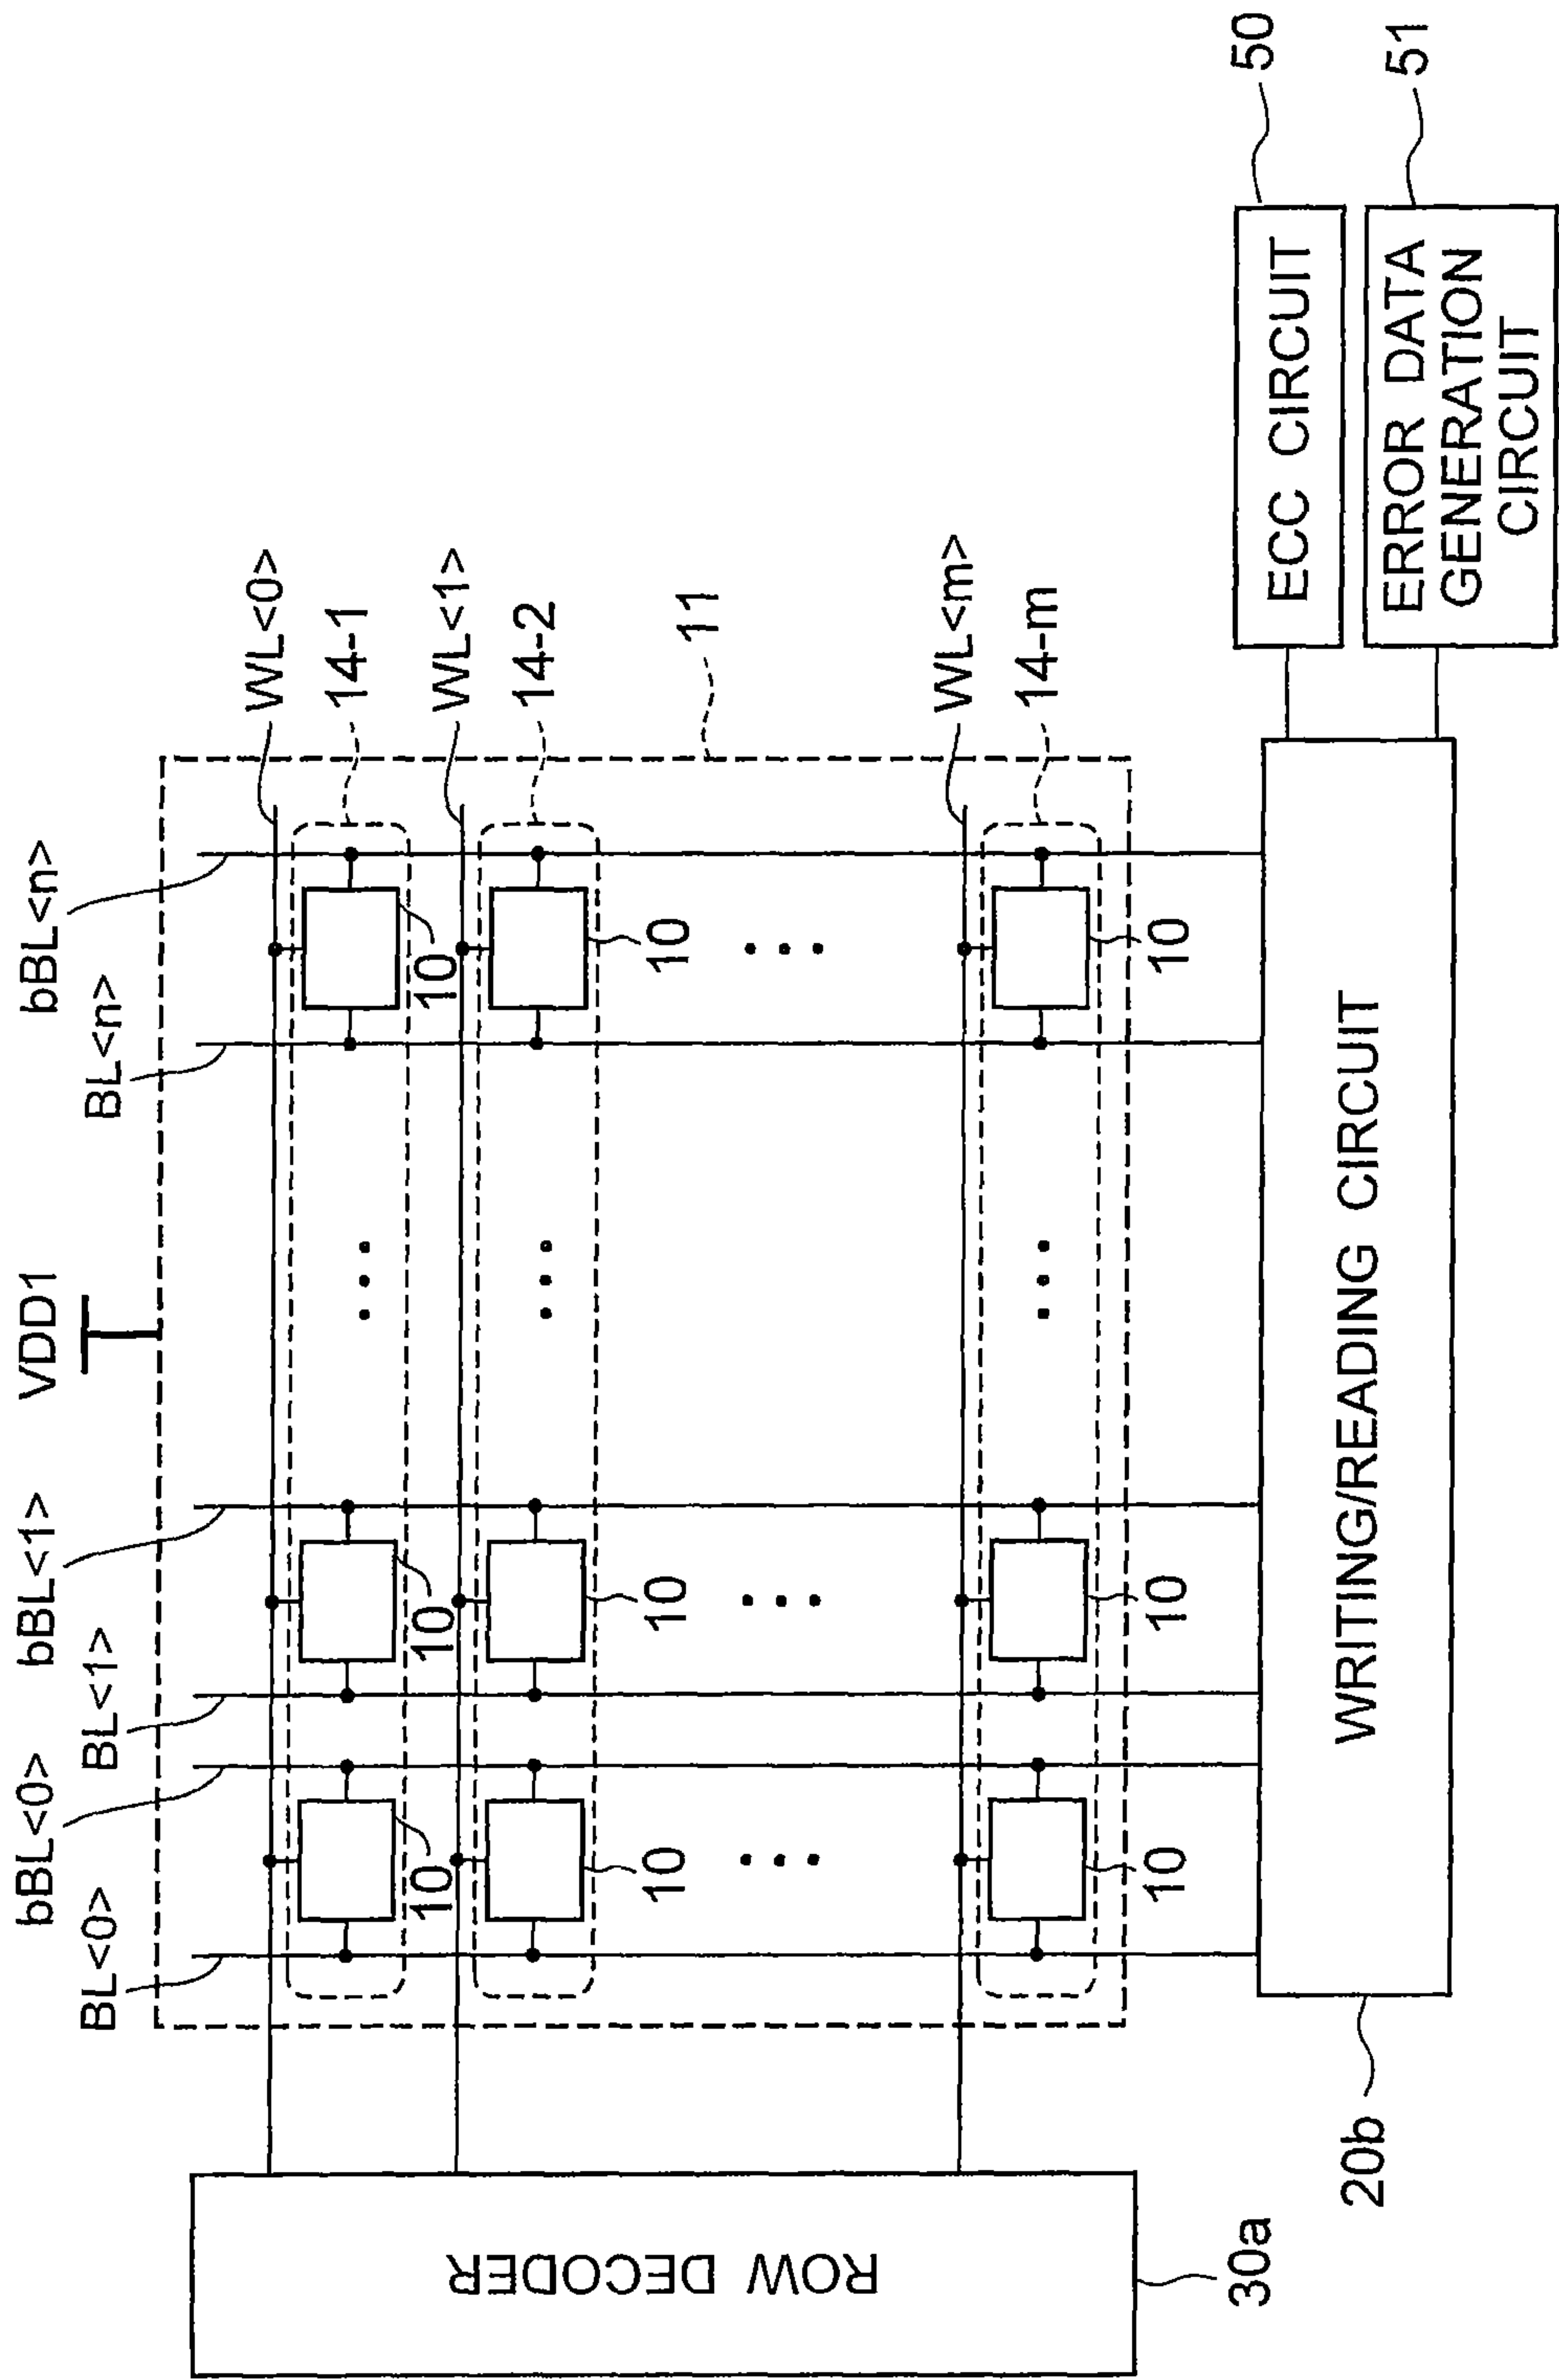 VDD1
bBL<0>
bBL<1>
bBL<n>
BL<0>
BL<1>
BL<n>
WL<0>
14-1
10
10
10
WL<1>
14-2
10
10
10
11
WL<m>
14-m
10
10
10
ROW DECODER
30a
WRITING/READING CIRCUIT
20b
ECC CIRCUIT
50
ERROR DATA
GENERATION
CIRCUIT
51